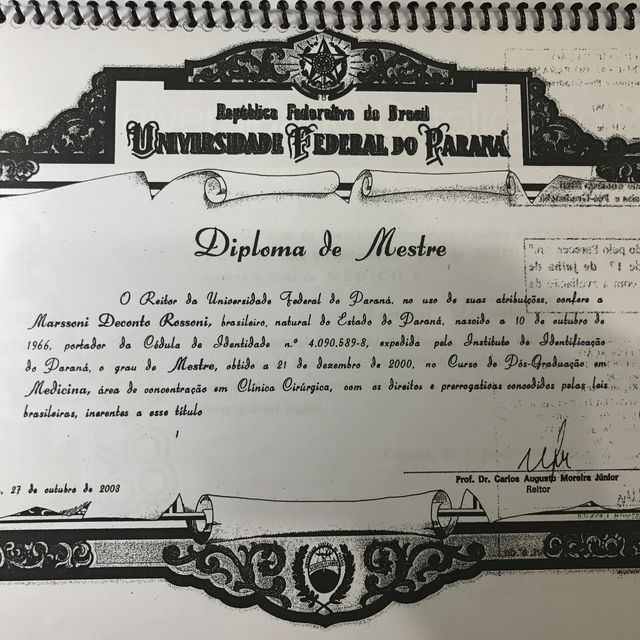 República Federativa do Brasil
UNIVERSIDADE FEDERAL DO PARANÁ
Diploma de Mestre
O Reitor da Universidade Federal do Paraná, no uso de suas atribuições, confere a
Marssoni Deconto Rossoni, brasileiro, natural do Estado do Paraná, nascido a 10 de outubro de
1966, portador da Cédula de Identidade n.º 4.090.589-8, expedida pelo Instituto de Identificação
do Paraná, o grau de Mestre, obtido a 21 de dezembro de 2000, no Curso de Pós-Graduação em
Medicina, área de concentração em Clínica Cirúrgica, com os direitos e prerrogativas concedidos pelas leis
brasileiras, inerentes a esse título
27 de outubro de 2003
Prof. Dr. Carlos Augusto Moreira Júnior
Reitor